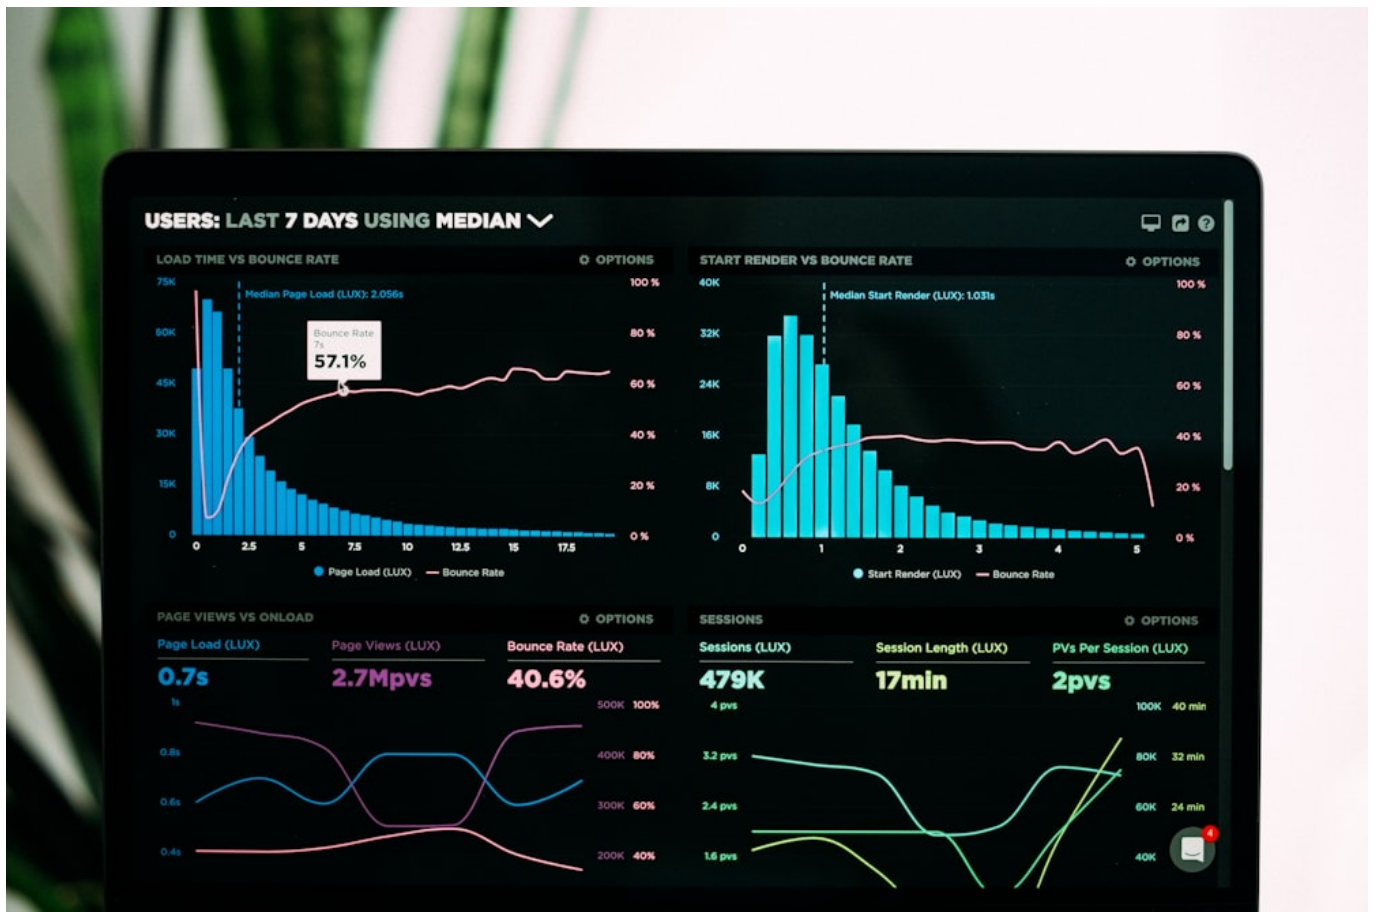 USERS: LAST 7 DAYS USING MEDIAN
LOAD TIME VS BOUNCE RATE
OPTIONS
75K
60K
45K
30K
15K
0
Median Page Load (LUX): 2.056s
Bounce Rate
7s
57.1%
100 %
80 %
60 %
40 %
20 %
0 %
0 2.5 5 7.5 10 12.5 15 17.5
Page Load (LUX) Bounce Rate
START RENDER VS BOUNCE RATE
OPTIONS
40K
32K
24K
16K
8K
0
Median Start Render (LUX): 1.031s
100 %
80 %
60 %
40 %
20 %
0 %
0 1 2 3 4 5
Start Render (LUX) Bounce Rate
PAGE VIEWS VS ONLOAD
OPTIONS
Page Load (LUX) Page Views (LUX) Bounce Rate (LUX)
0.7s 2.7Mpvs 40.6%
1s
0.8s
0.6s
0.4s
500K 100%
400K 80%
300K 60%
200K 40%
SESSIONS
OPTIONS
Sessions (LUX) Session Length (LUX) PVs Per Session (LUX)
479K 17min 2pvs
4 pvs
3.2 pvs
2.4 pvs
1.6 pvs
100K 40 min
80K 32 min
60K 24 min
40K
4